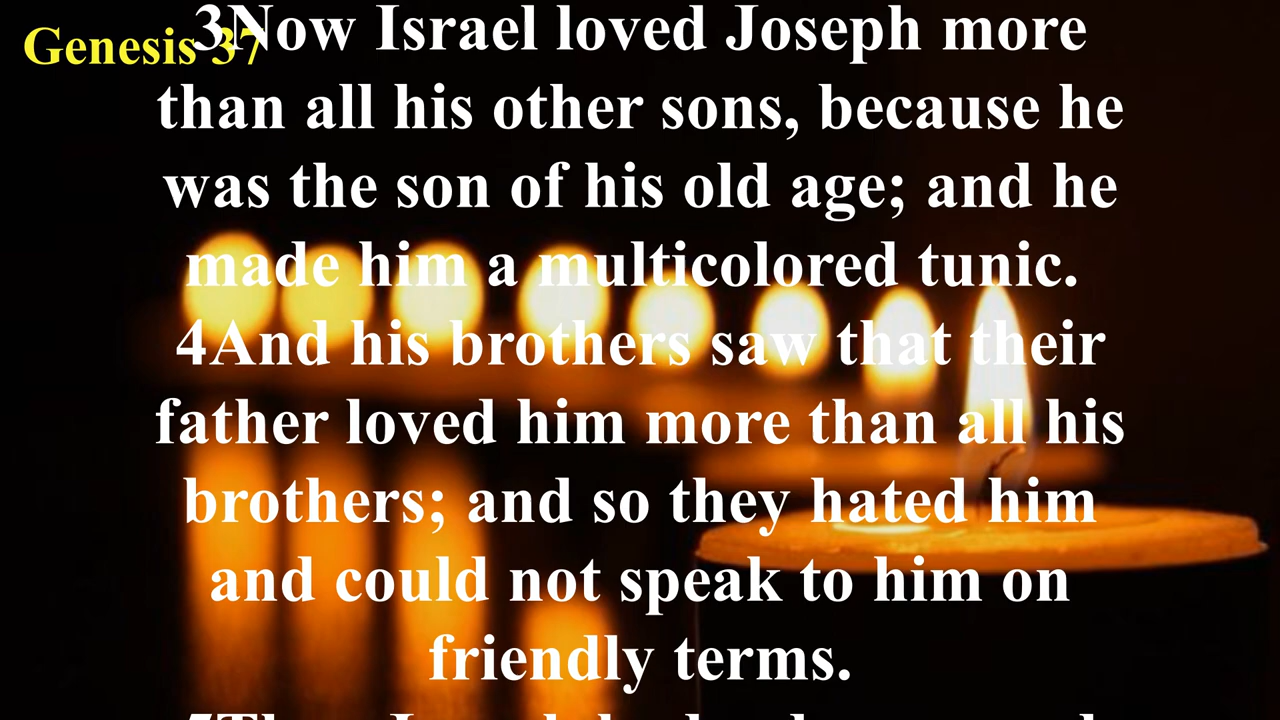 Genesis 37
3Now Israel loved Joseph more
than all his other sons, because he
was the son of his old age; and he
made him a multicolored tunic.
4And his brothers saw that their
father loved him more than all his
brothers; and so they hated him
and could not speak to him on
friendly terms.